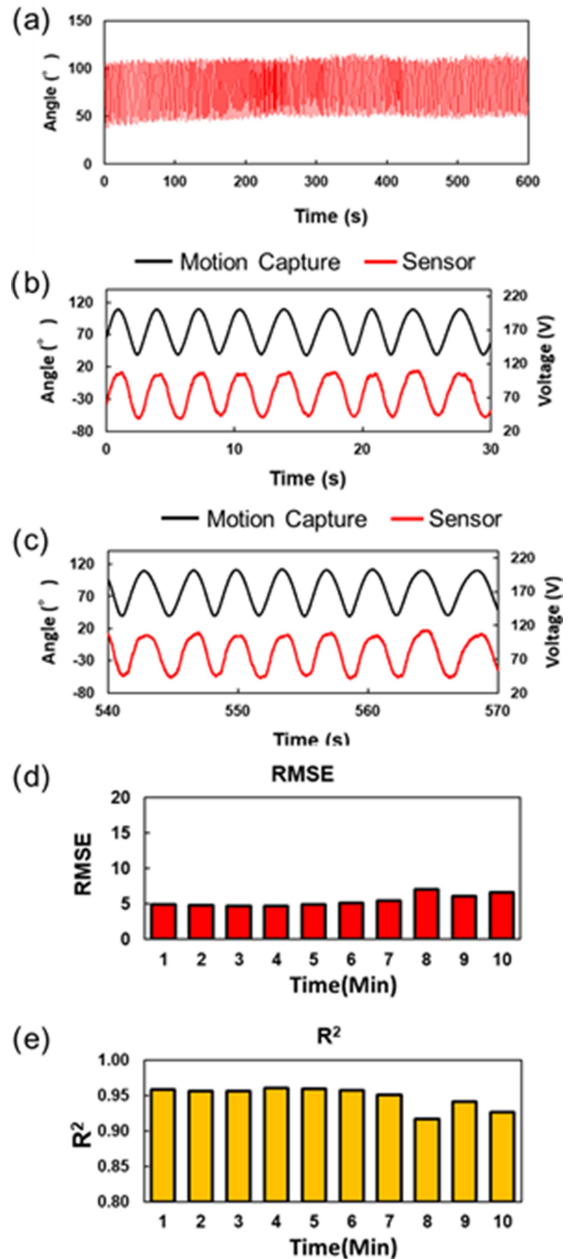 (a)
150
100
50
0
Angle (°)
0 100 200 300 400 500 600
Time (s)
Motion Capture Sensor
(b)
120
70
20
-30
-80
Angle (°)
220
170
120
70
20
Voltage (V)
0 10 20 30
Time (s)
Motion Capture Sensor
(c)
120
70
20
-30
-80
Angle (°)
220
170
120
70
20
Voltage (V)
540 550 560 570
Time (s)
(d)
RMSE
20
15
10
5
0
RMSE
1 2 3 4 5 6 7 8 9 10
Time(Min)
(e)
R²
1.00
0.95
0.90
0.85
0.80
R²
1 2 3 4 5 6 7 8 9 10
Time(Min)